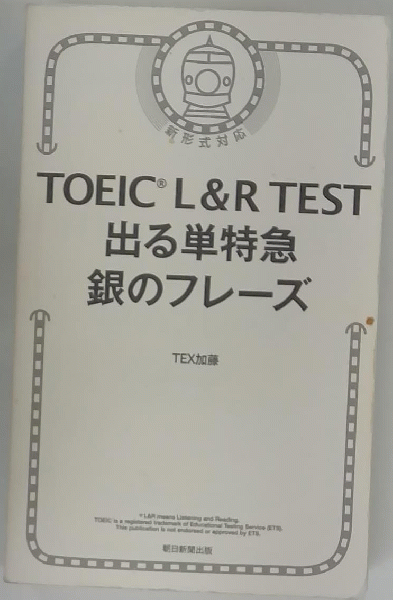 新形式対応
TOEIC® L&R TEST
出る単特急
銀のフレーズ
TEX加藤
* L&R means Listening and Reading.
TOEIC is a registered trademark of Educational Testing Service (ETS).
This publication is not endorsed or approved by ETS.
朝日新聞出版